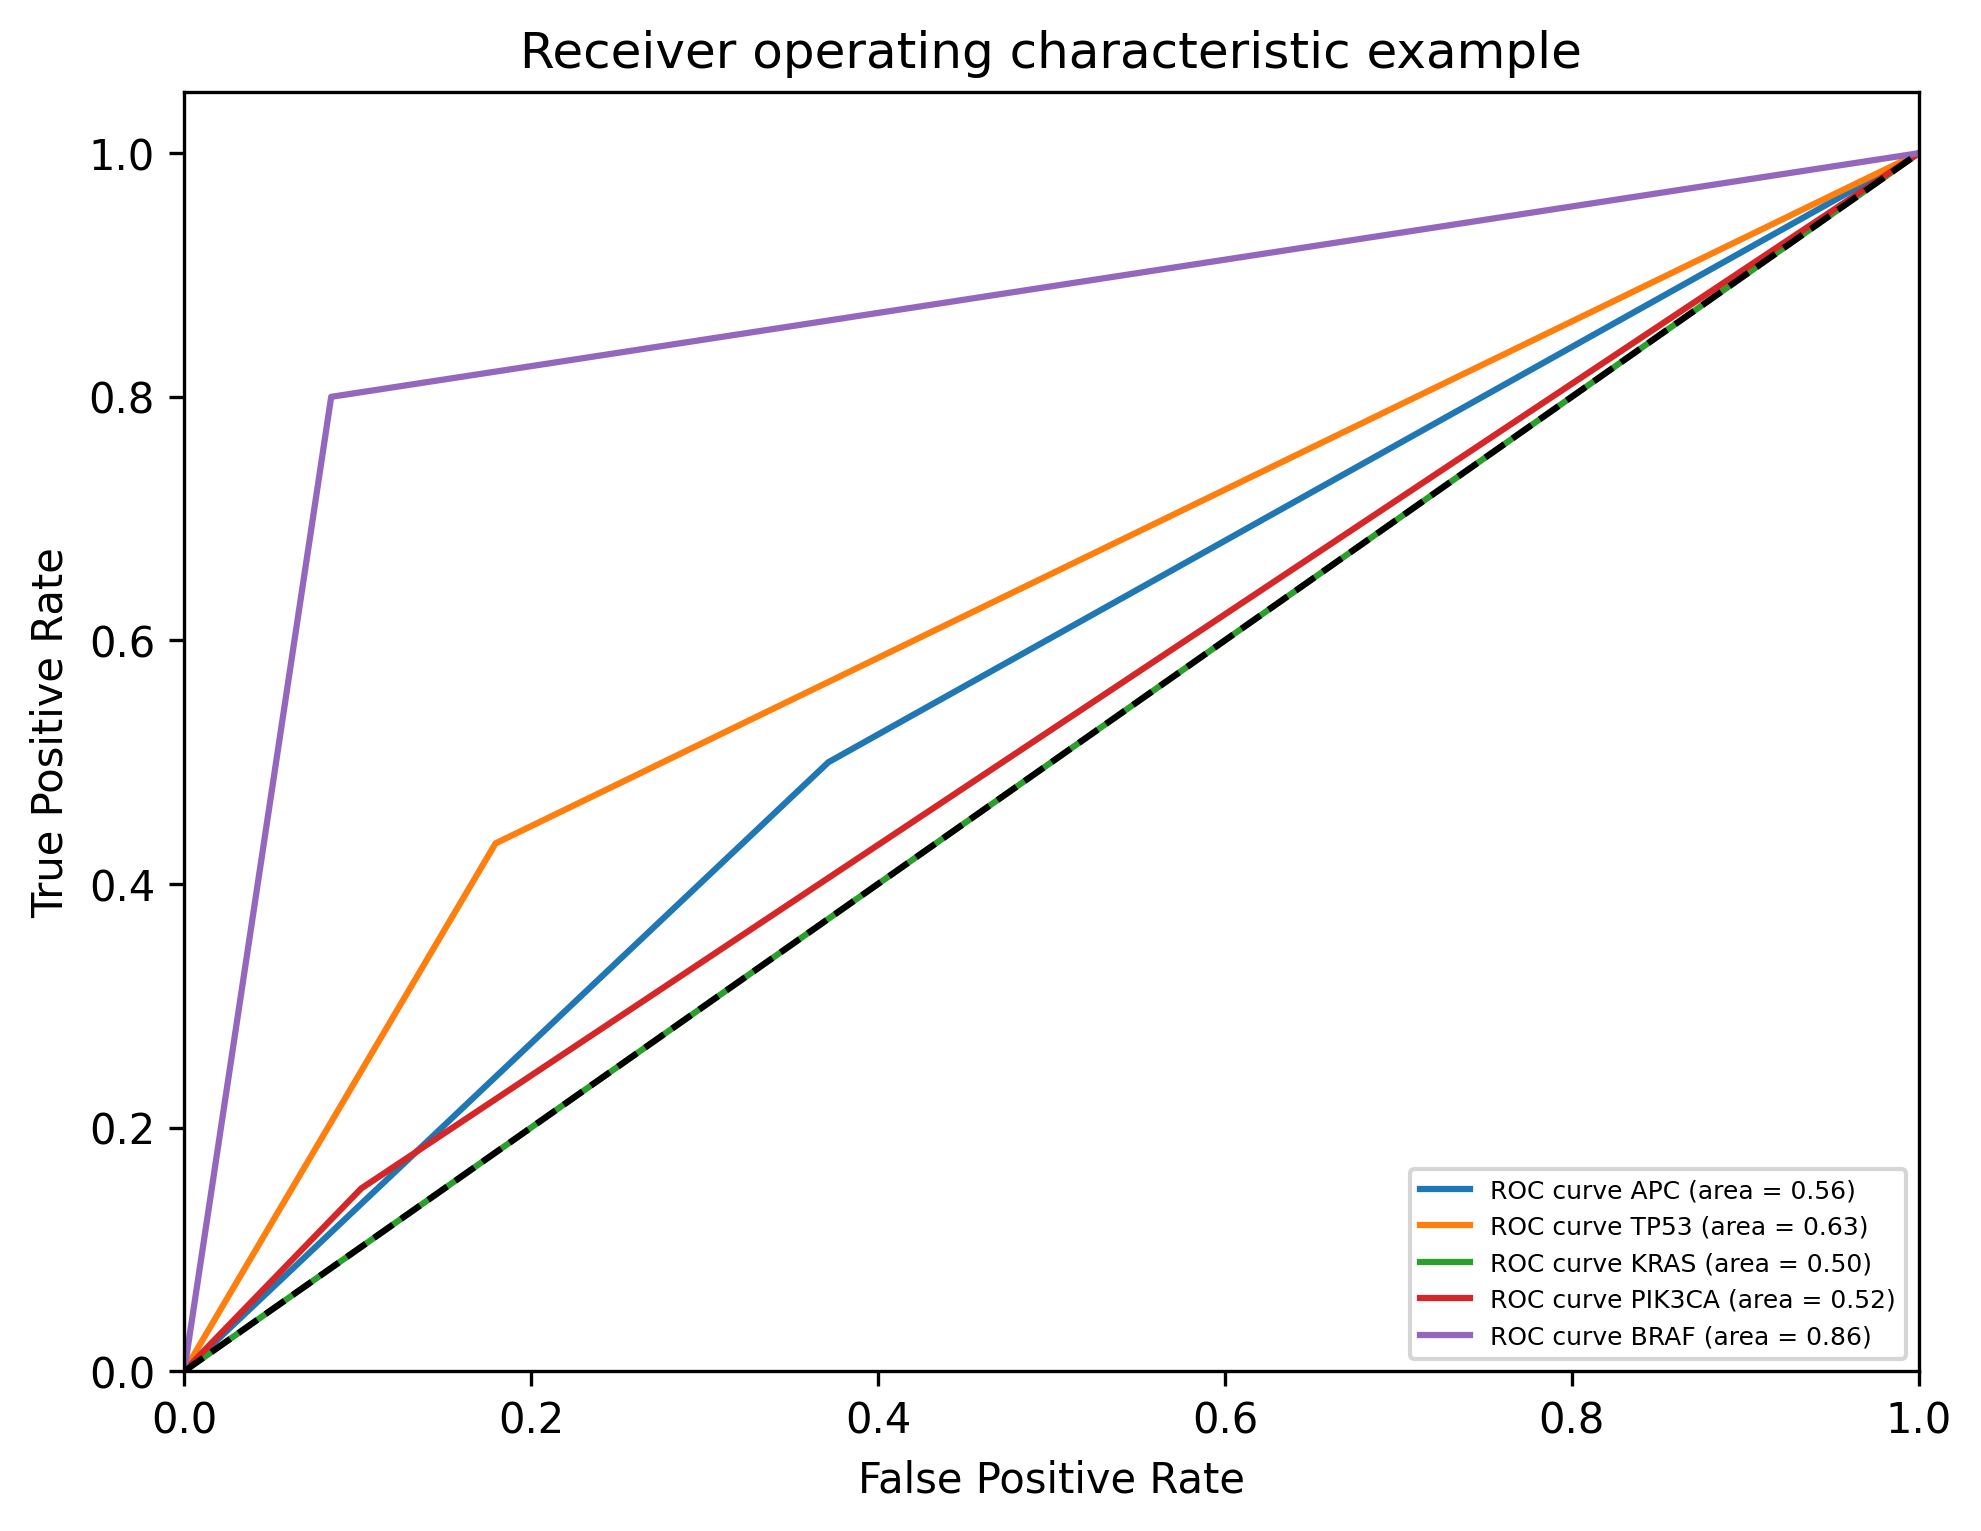 Receiver operating characteristic example
True Positive Rate
1.0
0.8
0.6
0.4
0.2
0.0
ROC curve APC (area = 0.56)
ROC curve TP53 (area = 0.63)
ROC curve KRAS (area = 0.50)
ROC curve PIK3CA (area = 0.52)
ROC curve BRAF (area = 0.86)
0.0 0.2 0.4 0.6 0.8 1.0
False Positive Rate